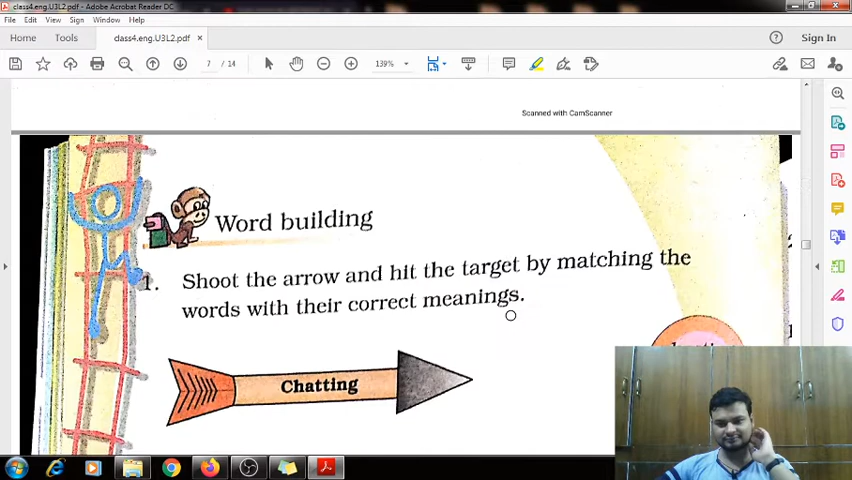 class4.eng.U3L2.pdf - Adobe Acrobat Reader DC
File Edit View Sign Window Help
Home Tools class4.eng.U3L2.pdf × Sign In
7 / 14 139%
Scanned with CamScanner
Word building
1. Shoot the arrow and hit the target by matching the
words with their correct meanings.
Chatting